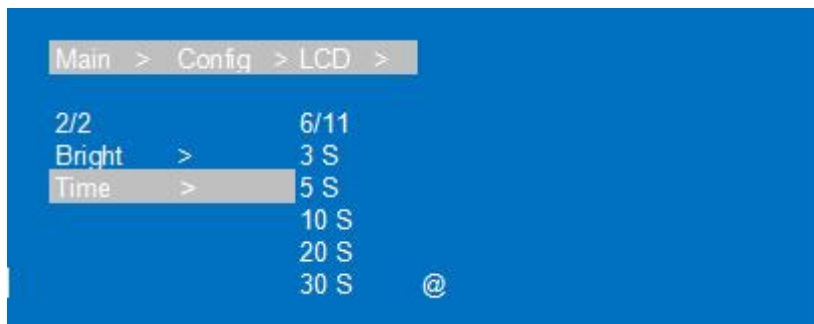 Main > Config > LCD >
2/2 6/11
Bright > 3 S
Time > 5 S
10 S
20 S
30 S @